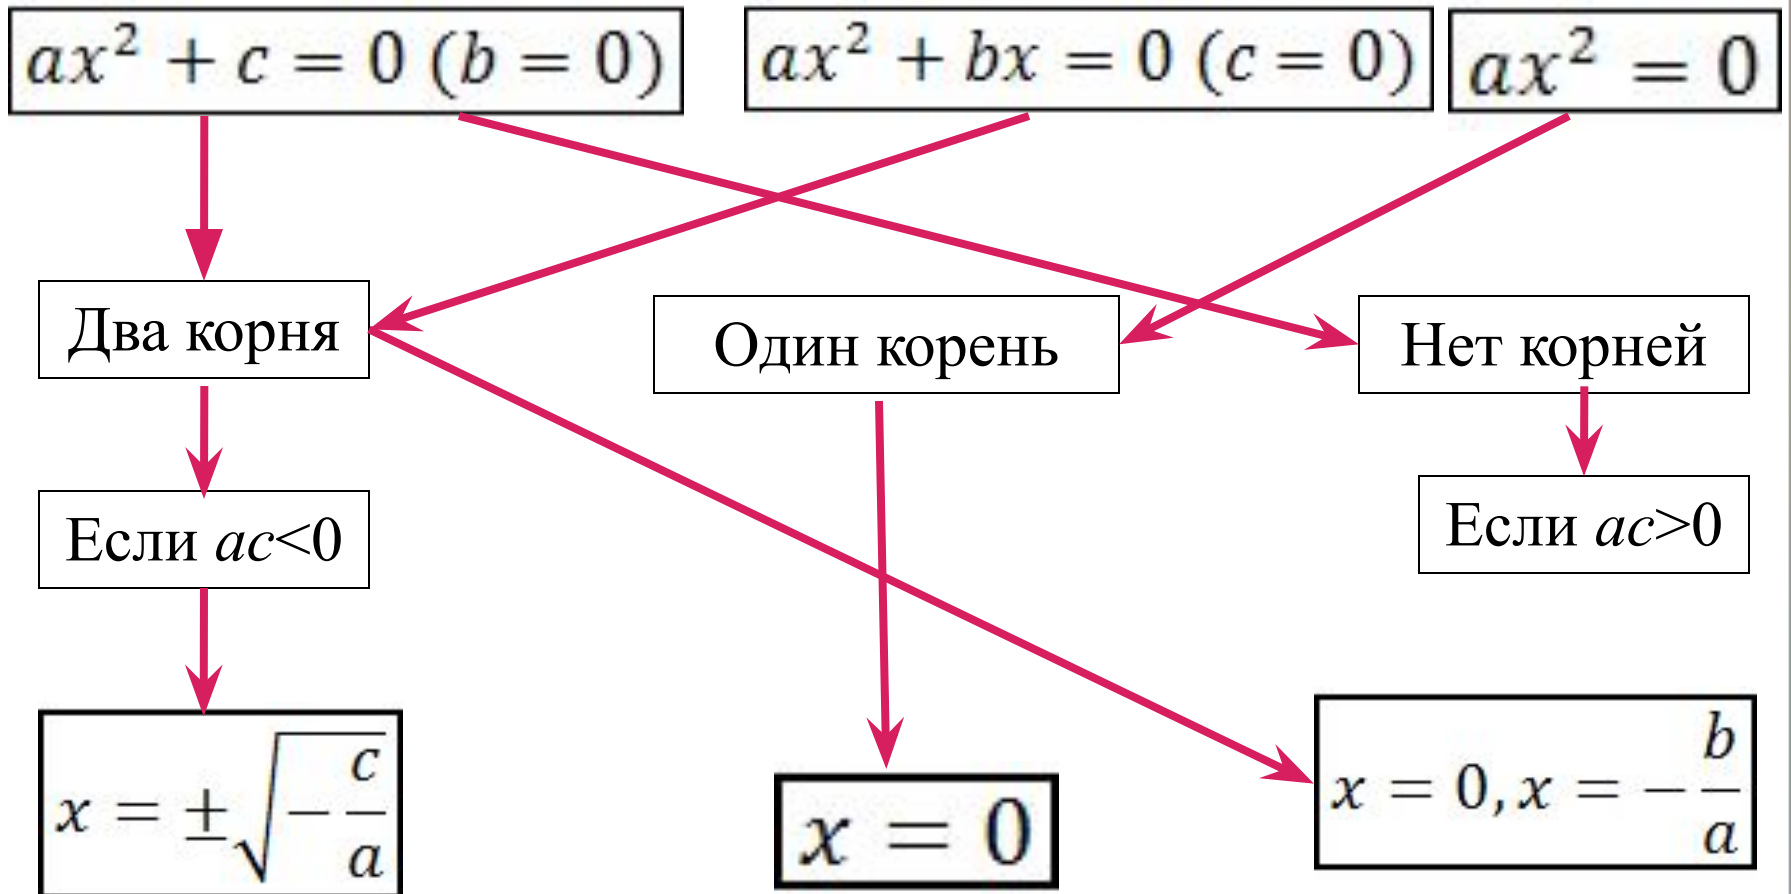 ax² + c = 0 (b = 0)
ax² + bx = 0 (c = 0)
ax² = 0
Два корня
Один корень
Нет корней
Если ac<0
Если ac>0
x = ±√(−c/a)
x = 0
x = 0, x = −b/a